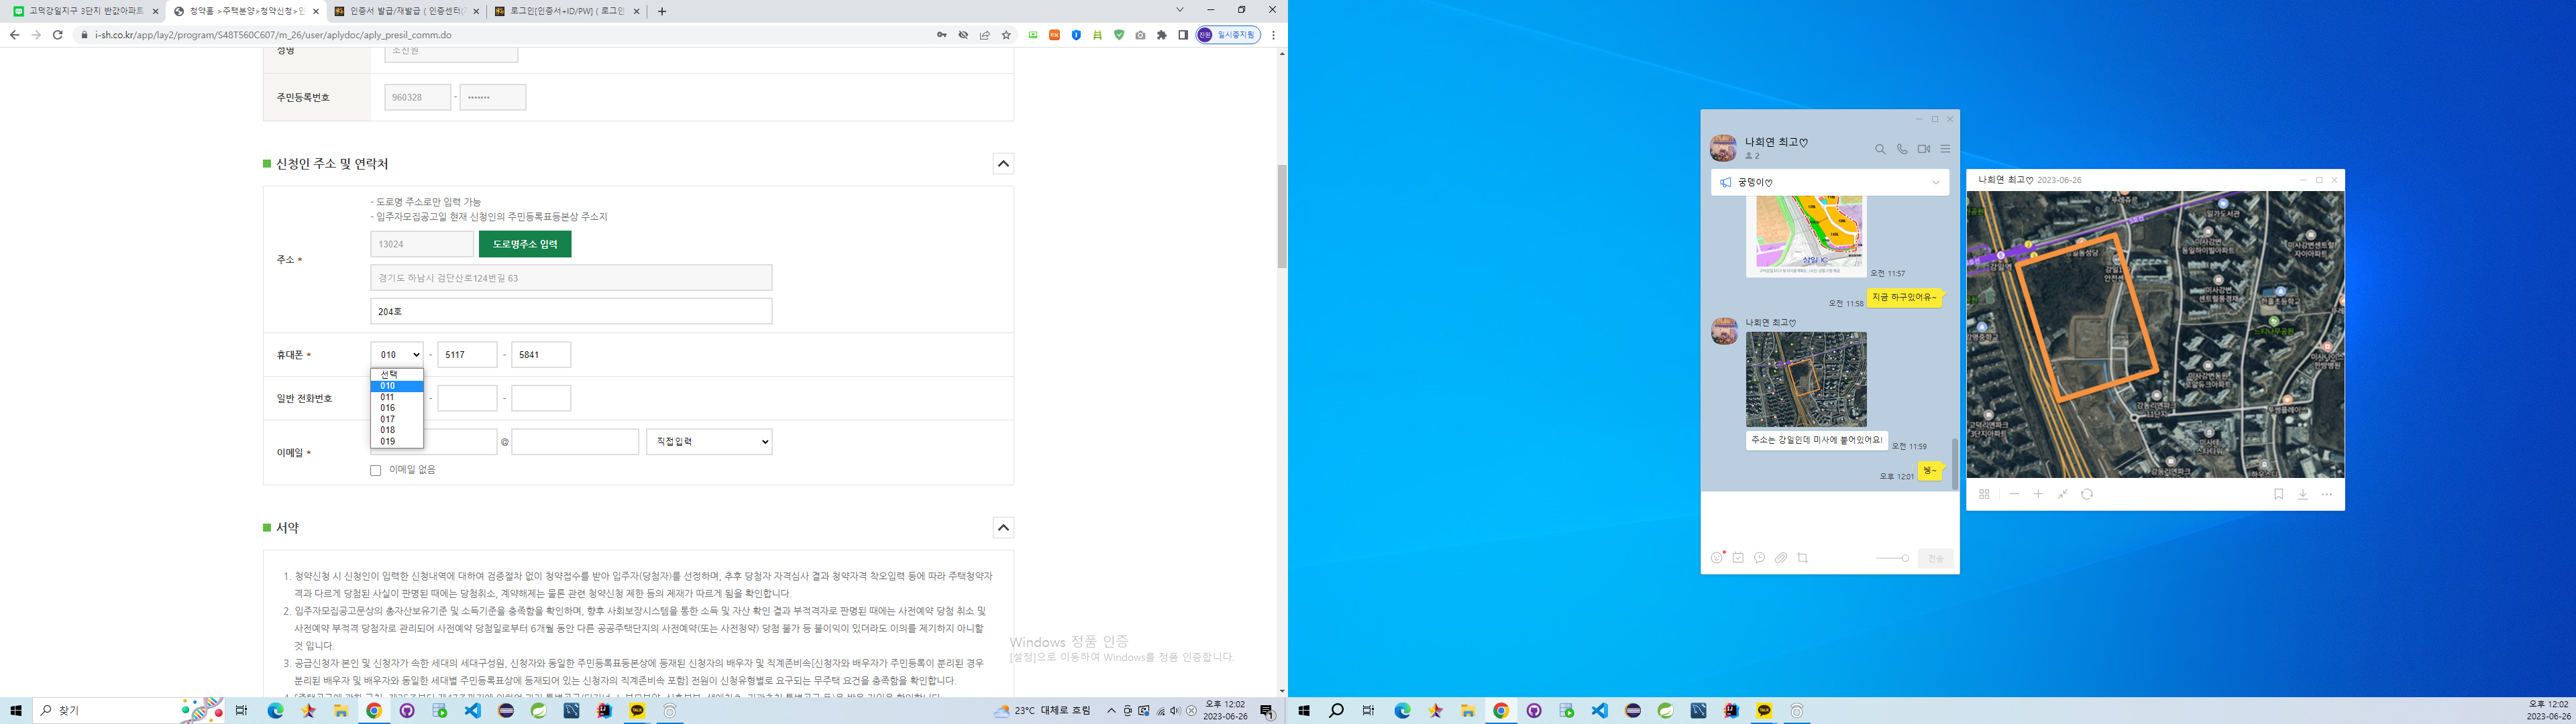 고덕강일지구 3단지 반값아파트
청약홈 >주택분양>청약신청>인
인증서 발급/재발급 ( 인증센터(
로그인[인증서+ID/PW] ( 로그인
i-sh.co.kr/app/lay2/program/S48T560C607/m_26/user/aplydoc/aply_presil_comm.do
진원 일시중지됨
성명
조진원
주민등록번호
960328 - •••••••
신청인 주소 및 연락처
- 도로명 주소로만 입력 가능
- 입주자모집공고일 현재 신청인의 주민등록표등본상 주소지
주소 *
13024 도로명주소 입력
경기도 하남시 검단산로124번길 63
204호
휴대폰 *
010 - 5117 - 5841
선택
010
011
016
017
018
019
일반 전화번호
- -
이메일 *
@ 직접입력
이메일 없음
서약
1. 청약신청 시 신청인이 입력한 신청내역에 대하여 검증절차 없이 청약접수를 받아 입주자(당첨자)를 선정하며, 추후 당첨자 자격심사 결과 청약자격 착오입력 등에 따라 주택청약자
격과 다르게 당첨된 사실이 판명된 때에는 당첨취소, 계약해제는 물론 관련 청약신청 제한 등의 제재가 따르게 됨을 확인합니다.
2. 입주자모집공고문상의 총자산보유기준 및 소득기준을 충족함을 확인하며, 향후 사회보장시스템을 통한 소득 및 자산 확인 결과 부적격자로 판명된 때에는 사전예약 당첨 취소 및
사전예약 부적격 당첨자로 관리되어 사전예약 당첨일로부터 6개월 동안 다른 공공주택단지의 사전예약(또는 사전청약) 당첨 불가 등 불이익이 있더라도 이의를 제기하지 아니할
것 입니다.
3. 공급신청자 본인 및 신청자가 속한 세대의 세대구성원, 신청자와 동일한 주민등록표등본상에 등재된 신청자의 배우자 및 직계존비속[신청자와 배우자가 주민등록이 분리된 경우
분리된 배우자 및 배우자와 동일한 세대별 주민등록표상에 등재되어 있는 신청자의 직계존비속 포함] 전원이 신청유형별로 요구되는 무주택 요건을 충족함을 확인합니다.
Windows 정품 인증
[설정]으로 이동하여 Windows를 정품 인증합니다.
찾기
23°C 대체로 흐림
오후 12:02
2023-06-26
나희연 최고♡
2
궁뎅이♡
상일 IC
오전 11:57
오전 11:58 지금 하구있어유~
나희연 최고♡
주소는 강일인데 미사에 붙어있어요! 오전 11:59
오후 12:01 넹~
전송
나희연 최고♡ 2023-06-26
강일역
일가도서관
한홀초등학교
오후 12:02
2023-06-26